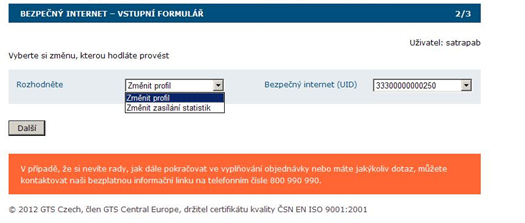 BEZPEČNÝ INTERNET – VSTUPNÍ FORMULÁŘ 2/3
Uživatel: satrapab
Vyberte si změnu, kterou hodláte provést
Rozhodněte Změnit profil Bezpečný internet (UID) 33300000000250
Změnit profil
Změnit zasílání statistik
Další
V případě, že si nevíte rady, jak dále pokračovat ve vyplňování objednávky nebo máte jakýkoliv dotaz, můžete
kontaktovat naši bezplatnou informační linku na telefonním čísle 800 990 990.
© 2012 GTS Czech, člen GTS Central Europe, držitel certifikátu kvality ČSN EN ISO 9001:2001